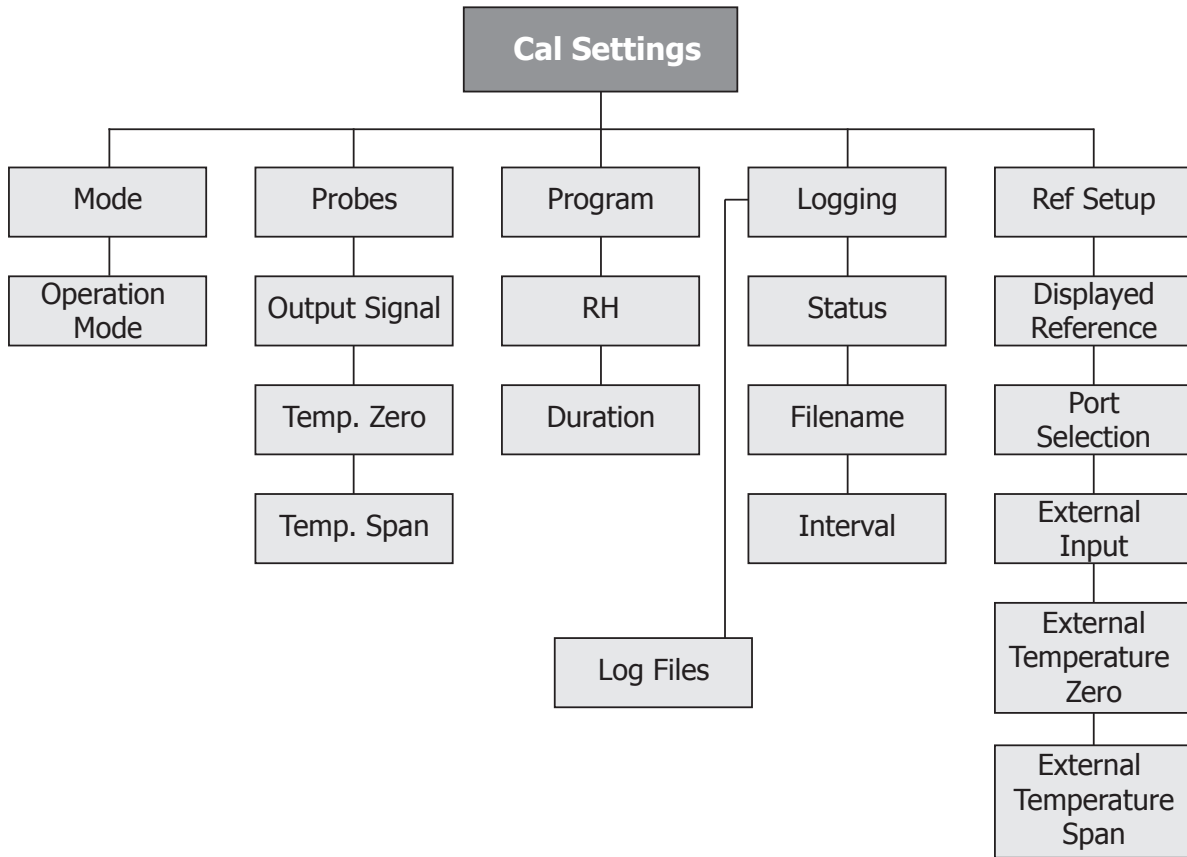 Cal Settings
Mode
Probes
Program
Logging
Ref Setup
Operation
Mode
Output Signal
RH
Status
Displayed
Reference
Temp. Zero
Duration
Filename
Port
Selection
Temp. Span
Interval
External
Input
Log Files
External
Temperature
Zero
External
Temperature
Span